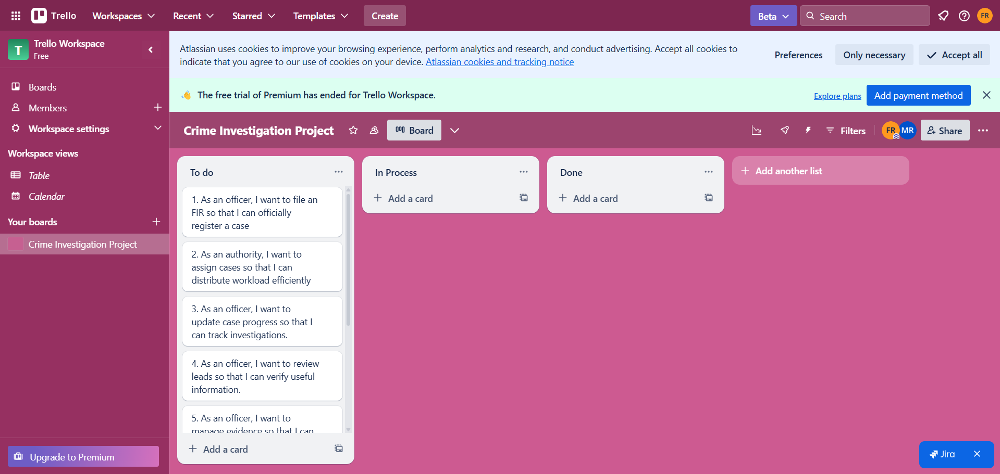 Trello
Workspaces
Recent
Starred
Templates
Create
Beta
Search
FR
T
Trello Workspace
Free
Boards
Members
Workspace settings
Workspace views
Table
Calendar
Your boards
Crime Investigation Project
Upgrade to Premium
Atlassian uses cookies to improve your browsing experience, perform analytics and research, and conduct advertising. Accept all cookies to
indicate that you agree to our use of cookies on your device. Atlassian cookies and tracking notice
Preferences
Only necessary
Accept all
The free trial of Premium has ended for Trello Workspace.
Explore plans
Add payment method
Crime Investigation Project
Board
Filters
FR
MR
Share
To do
1. As an officer, I want to file an
FIR so that I can officially
register a case
2. As an authority, I want to
assign cases so that I can
distribute workload efficiently
3. As an officer, I want to
update case progress so that I
can track investigations.
4. As an officer, I want to review
leads so that I can verify useful
information.
5. As an officer, I want to
manage evidence so that I can
Add a card
In Process
Add a card
Done
Add a card
Add another list
Jira